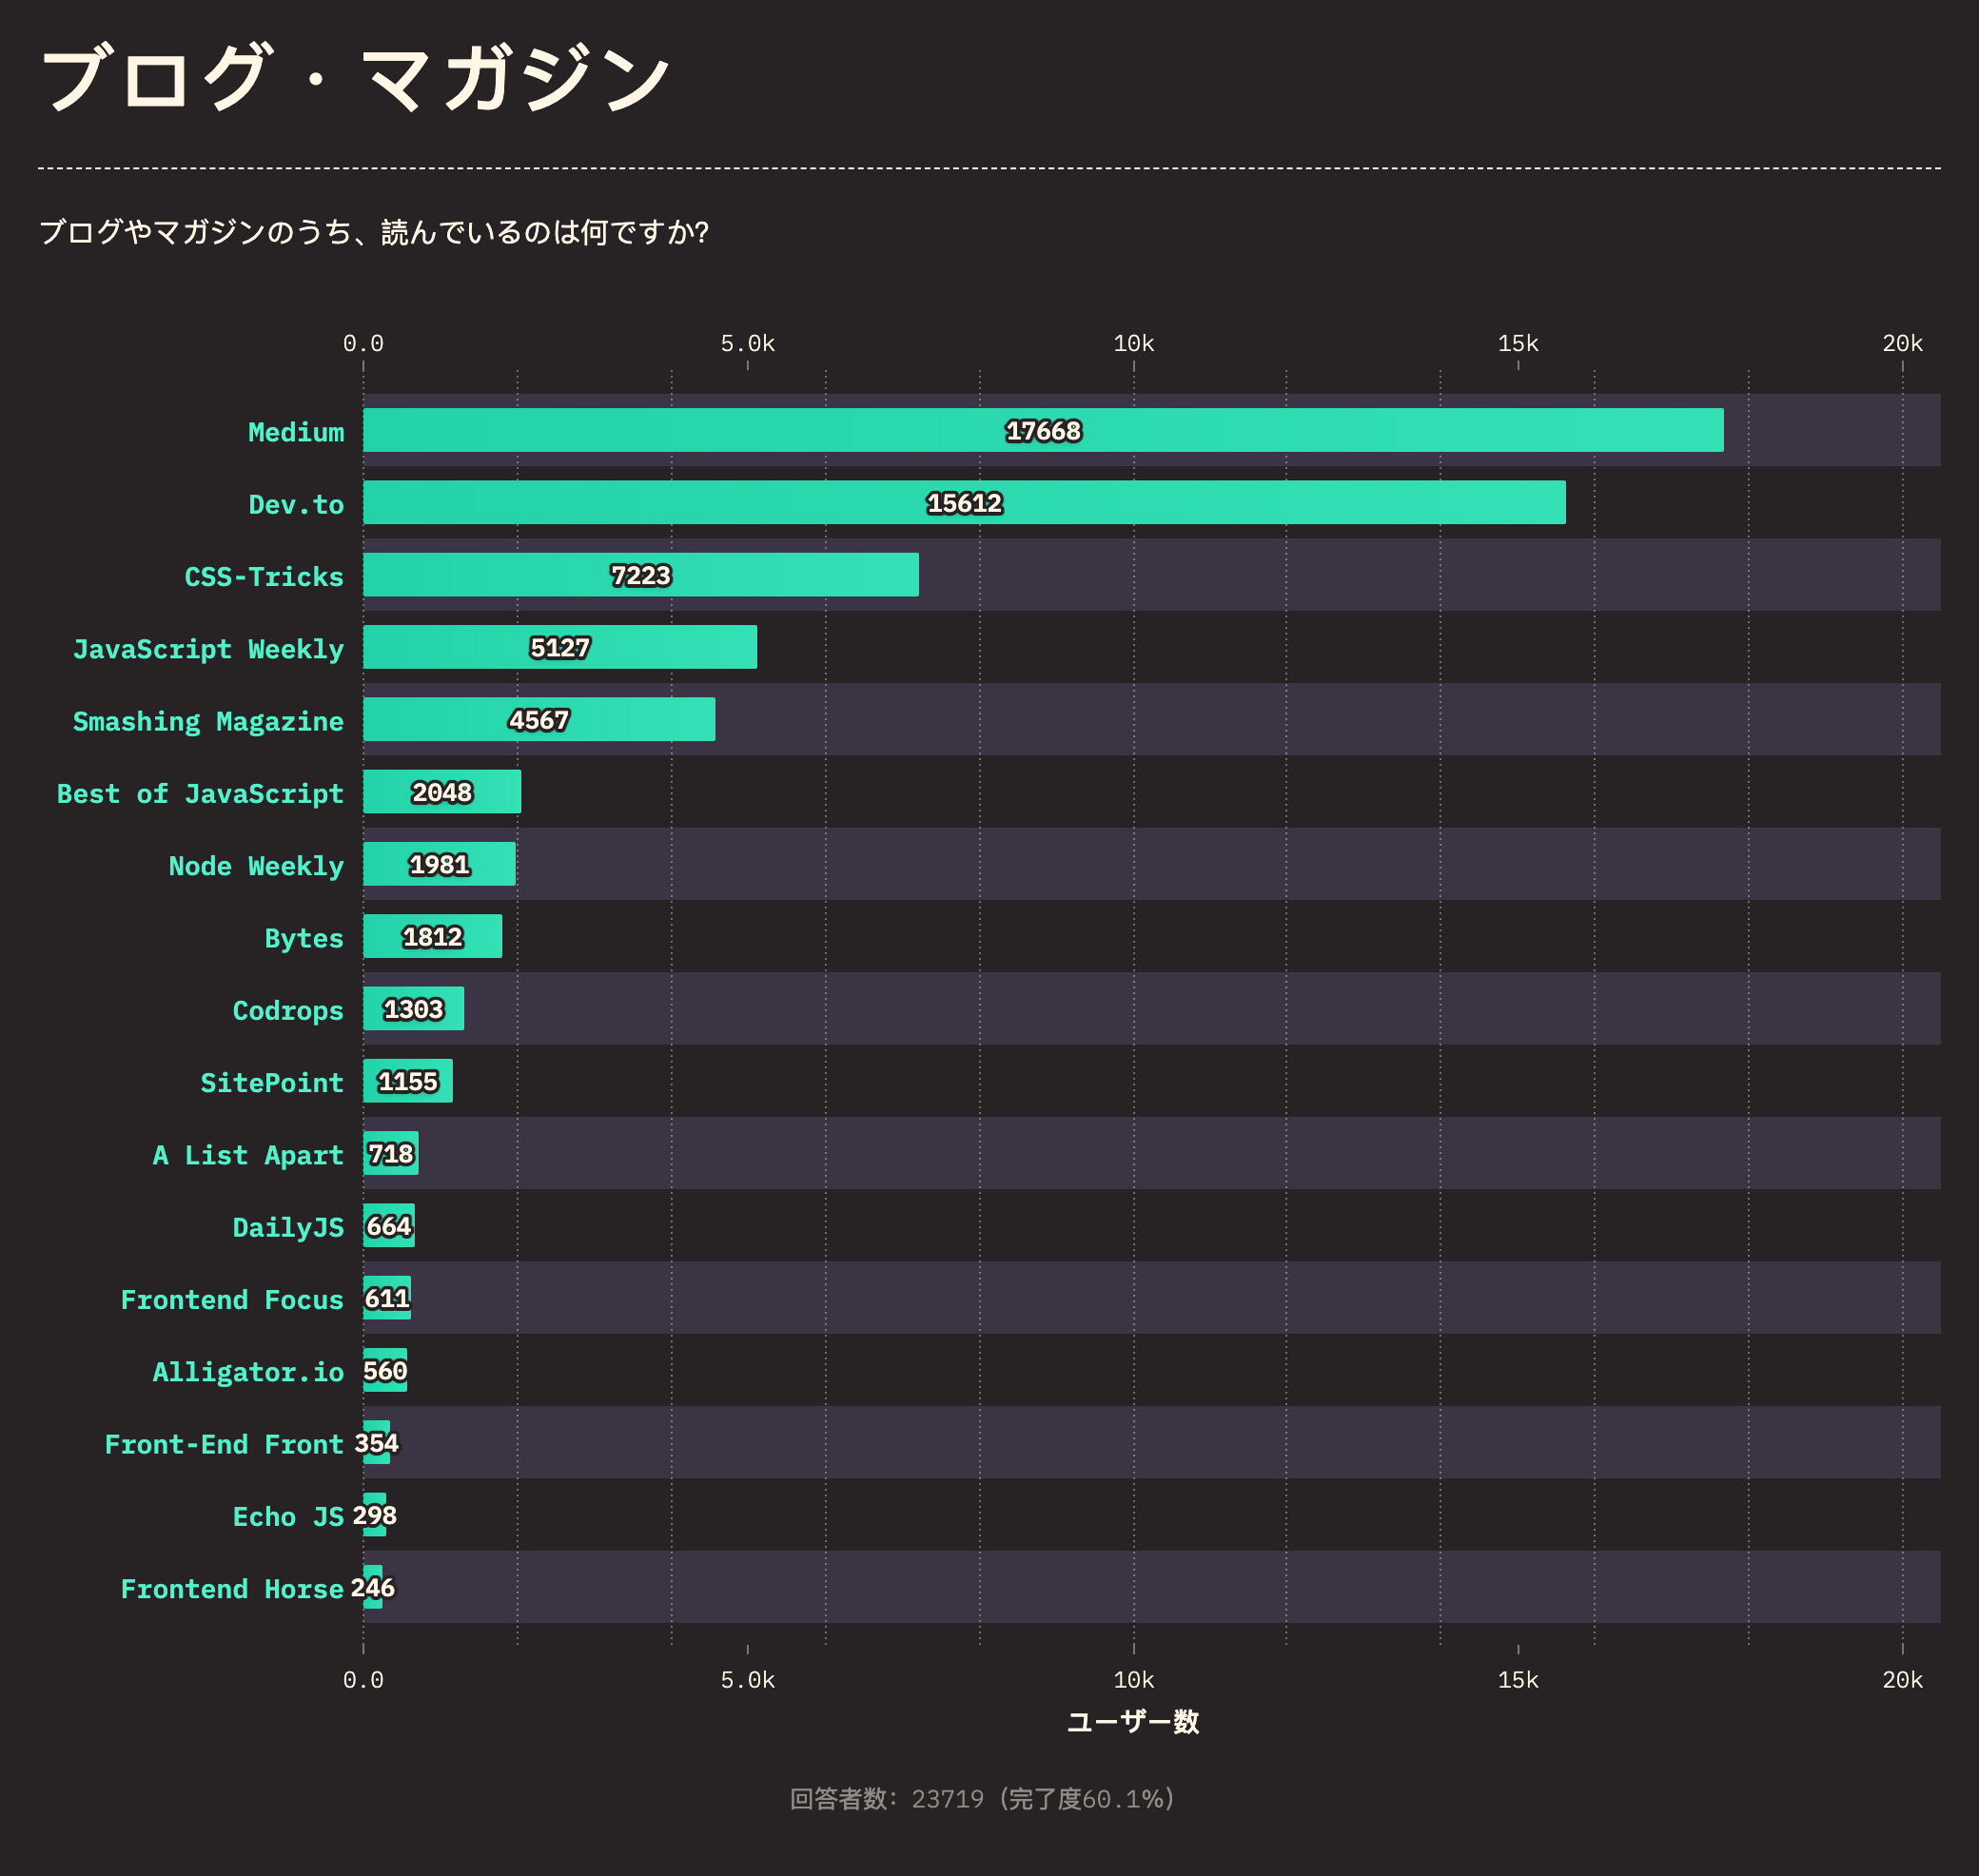 ブログ・マガジン
ブログやマガジンのうち、読んでいるのは何ですか?
0.0 5.0k 10k 15k 20k
Medium 17668
Dev.to 15612
CSS-Tricks 7223
JavaScript Weekly 5127
Smashing Magazine 4567
Best of JavaScript 2048
Node Weekly 1981
Bytes 1812
Codrops 1303
SitePoint 1155
A List Apart 718
DailyJS 664
Frontend Focus 611
Alligator.io 560
Front-End Front 354
Echo JS 298
Frontend Horse 246
0.0 5.0k 10k 15k 20k
ユーザー数
回答者数: 23719 (完了度60.1%)